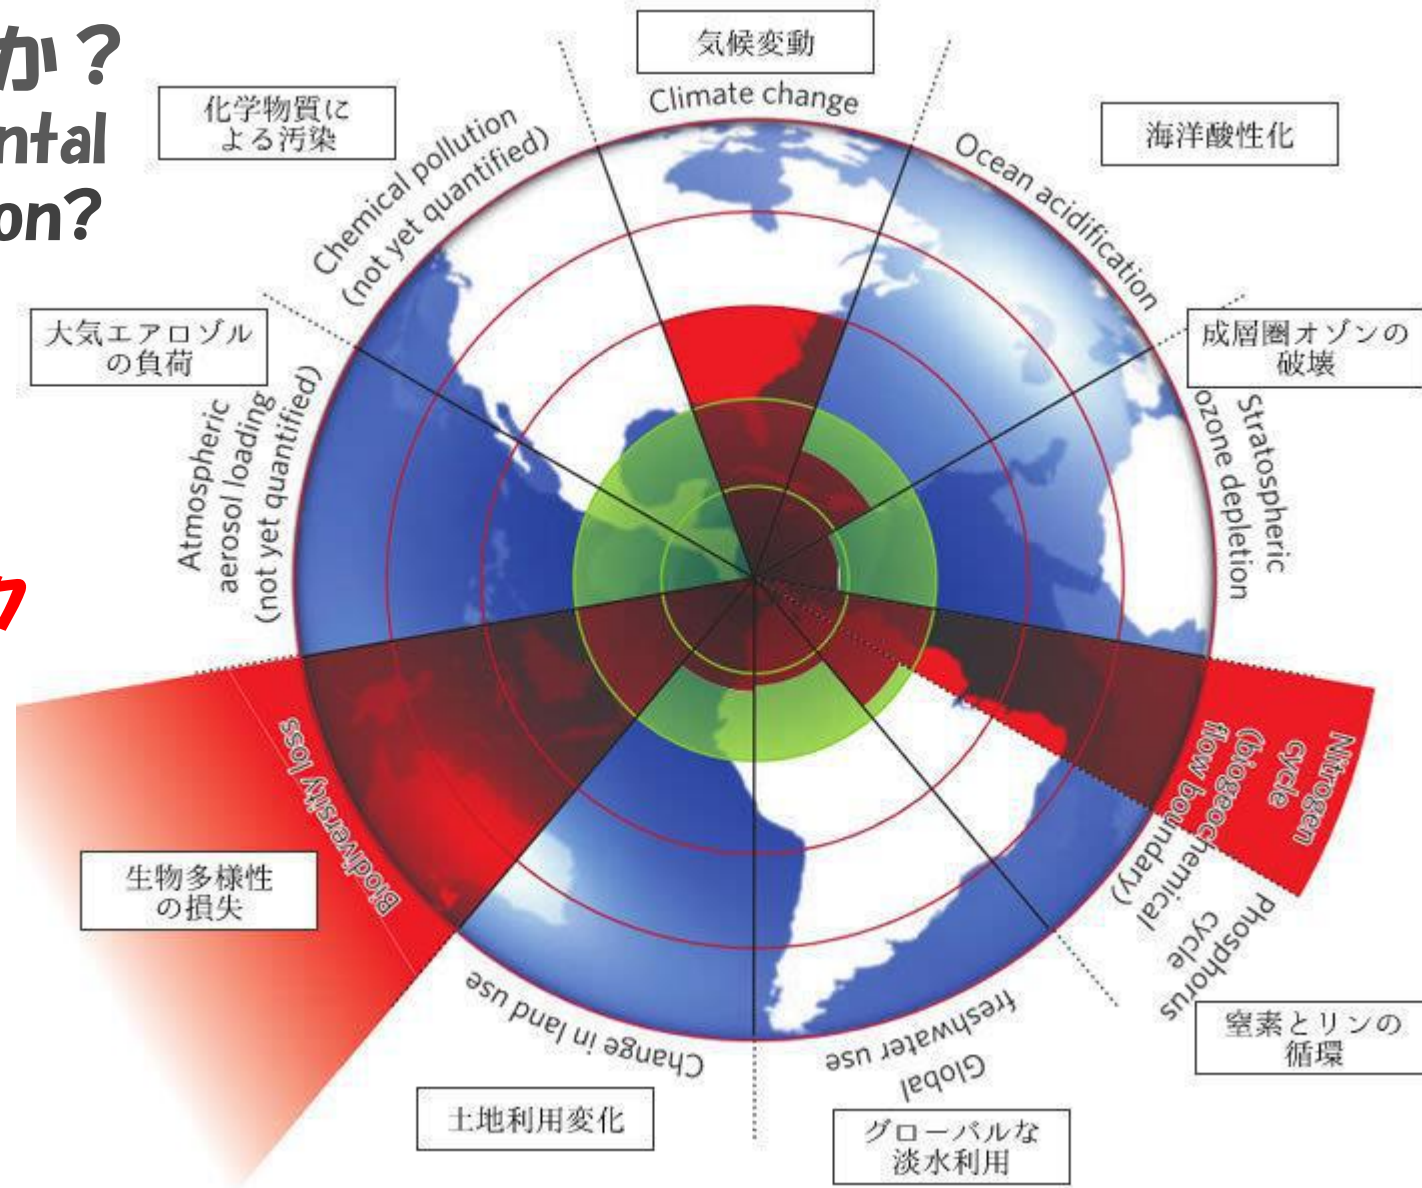 か？
ntal
on?
ク
気候変動
Climate change
化学物質に
よる汚染
Chemical pollution
(not yet quantified)
海洋酸性化
Ocean acidification
大気エアロゾル
の負荷
Atmospheric
aerosol loading
(not yet quantified)
成層圏オゾンの
破壊
Stratospheric
ozone depletion
Nitrogen
cycle
(biogeochemical
flow boundary)
Phosphorus
cycle
窒素とリンの
循環
生物多様性
の損失
Biodiversity loss
Change in land use
土地利用変化
Global
freshwater use
グローバルな
淡水利用